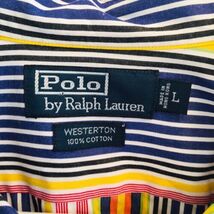 Polo
by Ralph Lauren
L
WESTERTON
100% COTTON